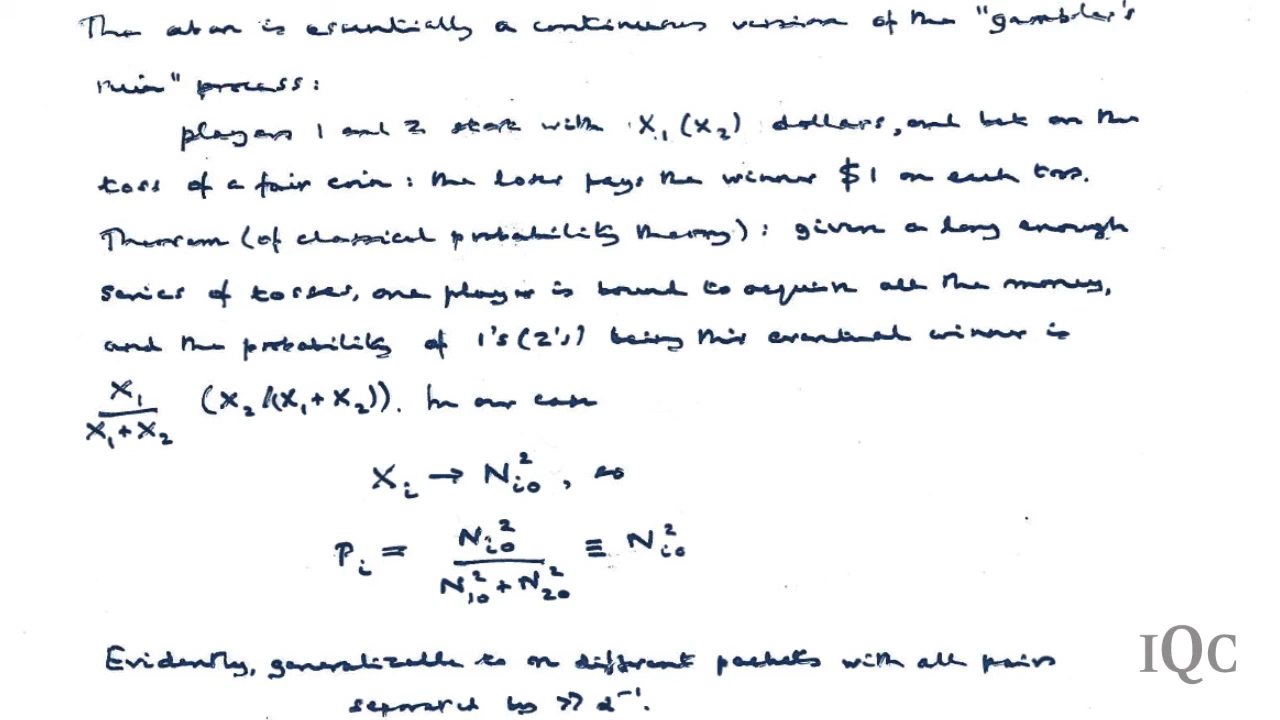 The above is essentially a continuous version of the "gambler's
ruin" process:
players 1 and 2 start with X₁ (X₂) dollars, and bet on the
toss of a fair coin: the loser pays the winner $1 on each toss.
Theorem (of classical probability theory): given a long enough
series of tosses, one player is bound to acquire all the money,
and the probability of 1's (2's) being this eventual winner is
X₁/(X₁+X₂) (X₂/(X₁+X₂)). In our case
Xᵢ → Nᵢ₀², so
Pᵢ = Nᵢ₀²/(N₁₀²+N₂₀²) ≡ Nᵢ₀²
Evidently, generalizable to n different packets with all pairs
separated by ≫ α⁻¹.
IQC